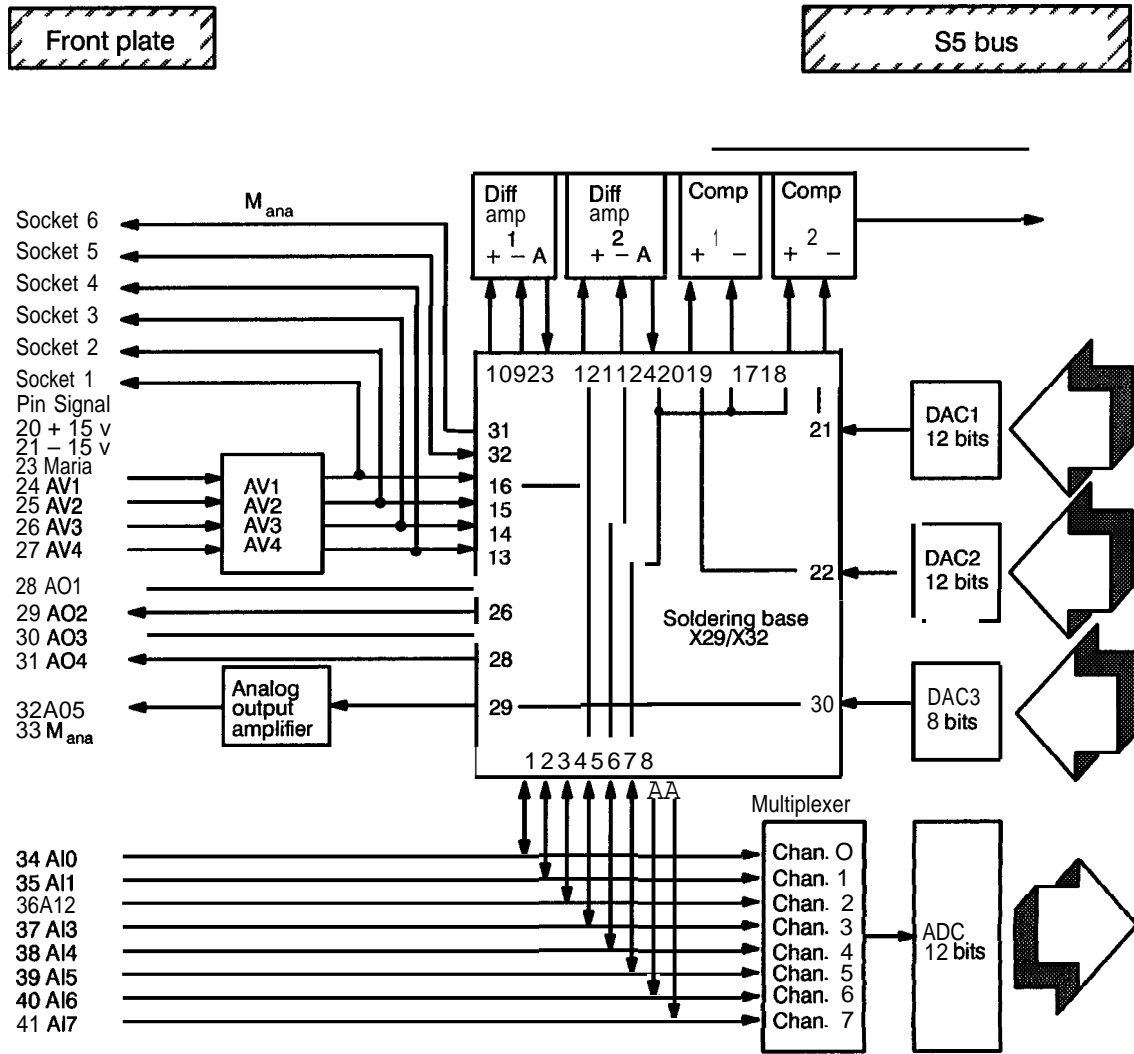 Front plate
S5 bus
M ana
Diff amp 1 + – A
Diff amp 2 + – A
Comp 1 + –
Comp 2 + –
Socket 6
Socket 5
Socket 4
Socket 3
Socket 2
Socket 1
Pin Signal
20 + 15 v
21 – 15 v
23 Maria
24 AV1
25 AV2
26 AV3
27 AV4
28 AO1
29 AO2
30 AO3
31 AO4
32A05
33 M ana
AV1
AV2
AV3
AV4
Analog
output
amplifier
10923 1211242019 1718
31
32
16
15
14
13
26
28
29
21
22
30
Soldering base
X29/X32
12345678
AA
DAC1
12 bits
DAC2
12 bits
DAC3
8 bits
Multiplexer
34 AI0
35 AI1
36A12
37 AI3
38 AI4
39 AI5
40 AI6
41 AI7
Chan. O
Chan. 1
Chan. 2
Chan. 3
Chan. 4
Chan. 5
Chan. 6
Chan. 7
ADC
12 bits